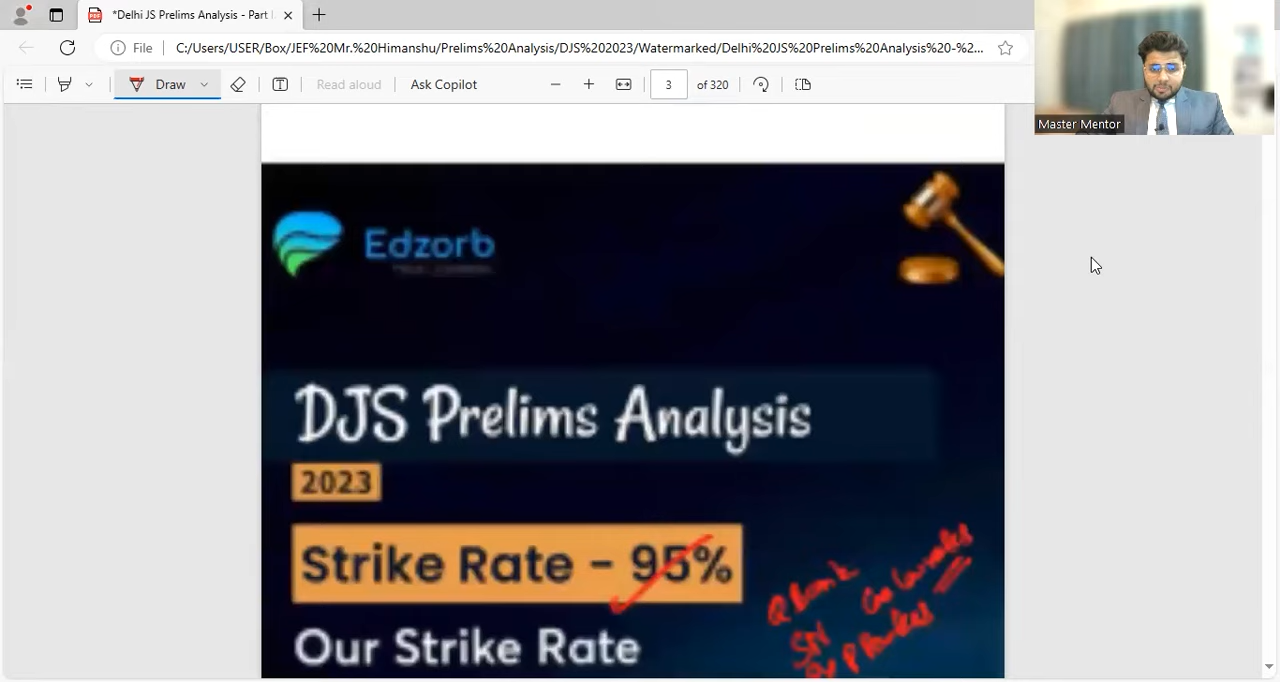 *Delhi JS Prelims Analysis - Part I
File
C:/Users/USER/Box/JEF%20Mr.%20Himanshu/Prelims%20Analysis/DJS%202023/Watermarked/Delhi%20JS%20Prelims%20Analysis%20-%2...
Draw
Read aloud
Ask Copilot
3
of 320
Master Mentor
Edzorb
DJS Prelims Analysis
2023
Strike Rate - 95%
Our Strike Rate
Q Bank